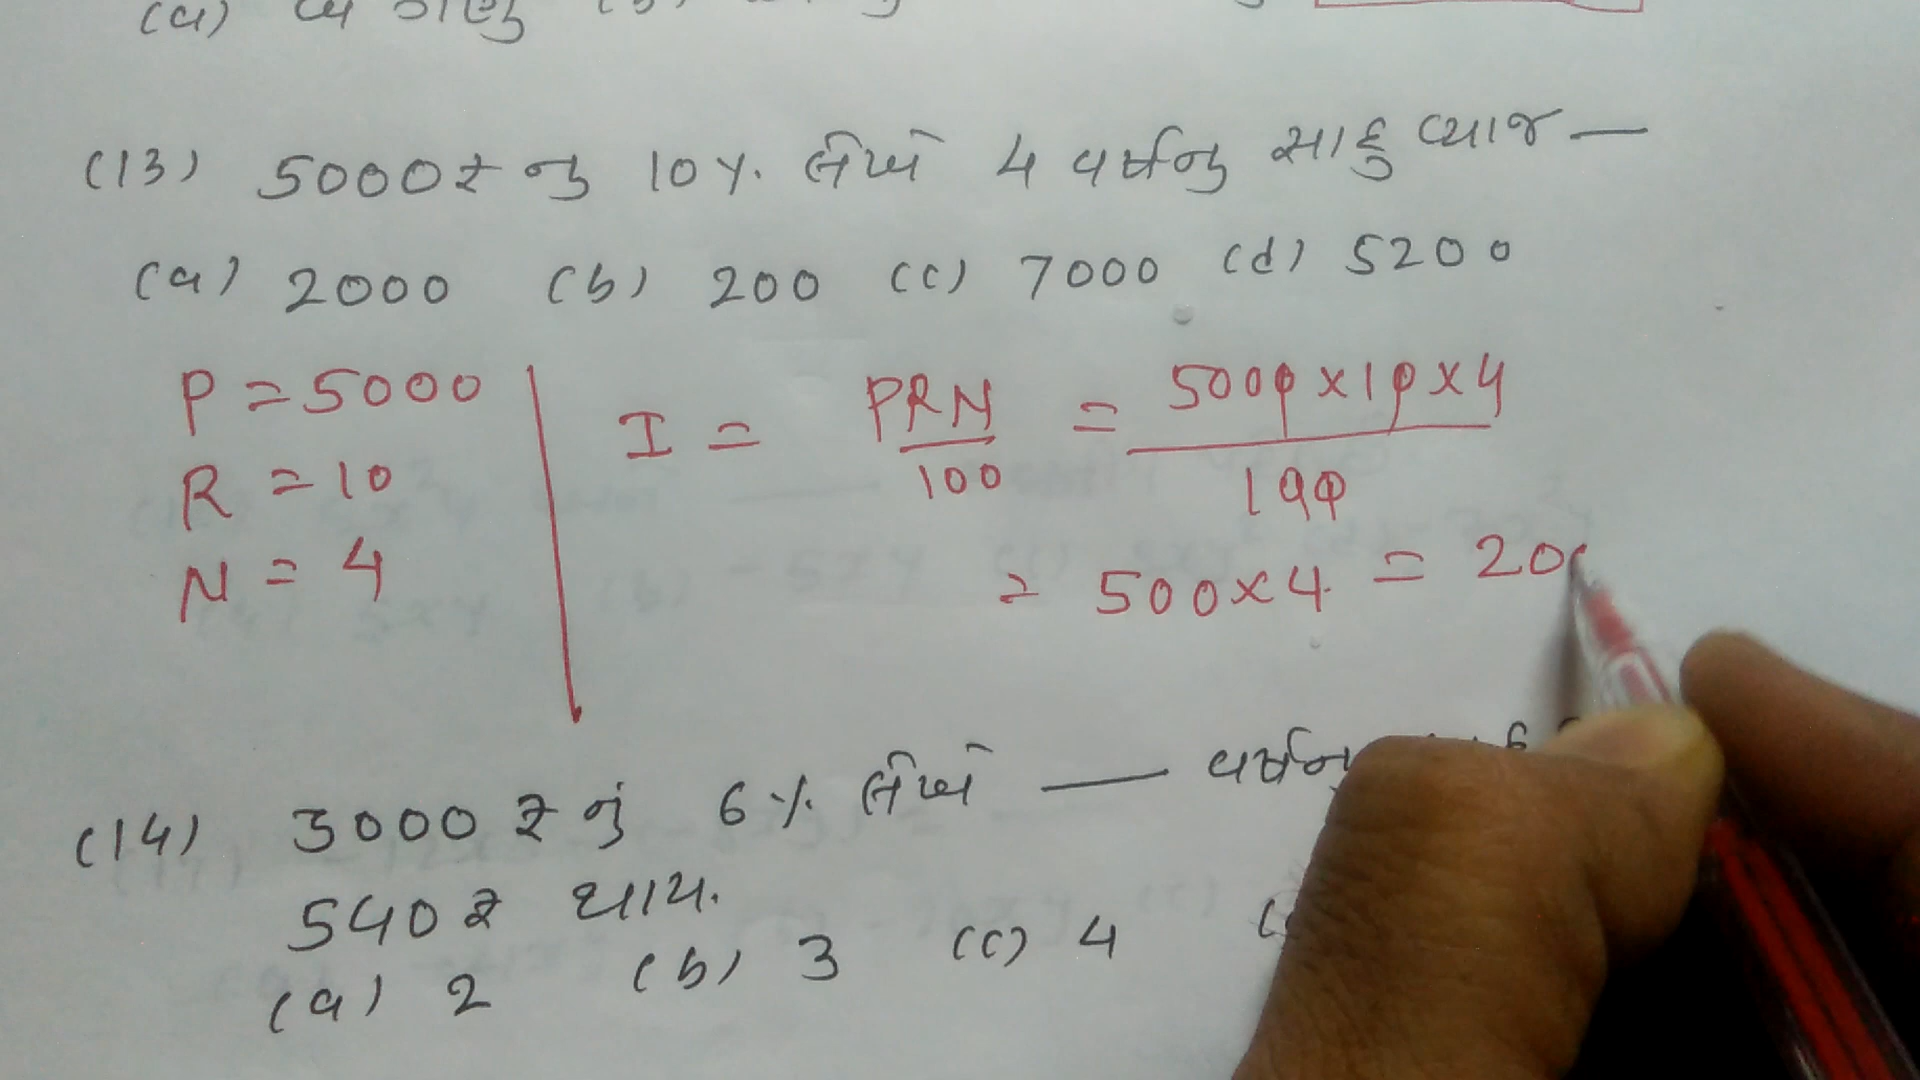 (13) 5000₹ નુ 10%. લેખે 4 વર્ષનુ સાદુ વ્યાજ —
(a) 2000 (b) 200 (c) 7000 (d) 5200
P = 5000
R = 10
N = 4
I = PRN/100 = 5000×10×4/100
= 500×4 = 200
(14) 3000 ₹ નું 6%. લેખે — વર્ષનુ
540 ₹ થાય.
(a) 2 (b) 3 (c) 4